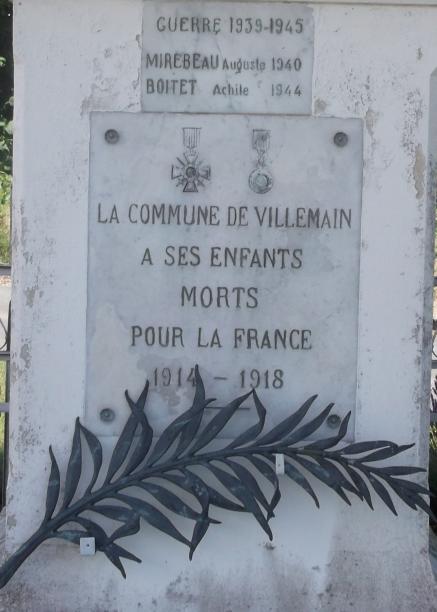 GUERRE 1939-1945
MIREBEAU Auguste 1940
BOITET Achile 1944
LA COMMUNE DE VILLEMAIN
A SES ENFANTS
MORTS
POUR LA FRANCE
1914 - 1918